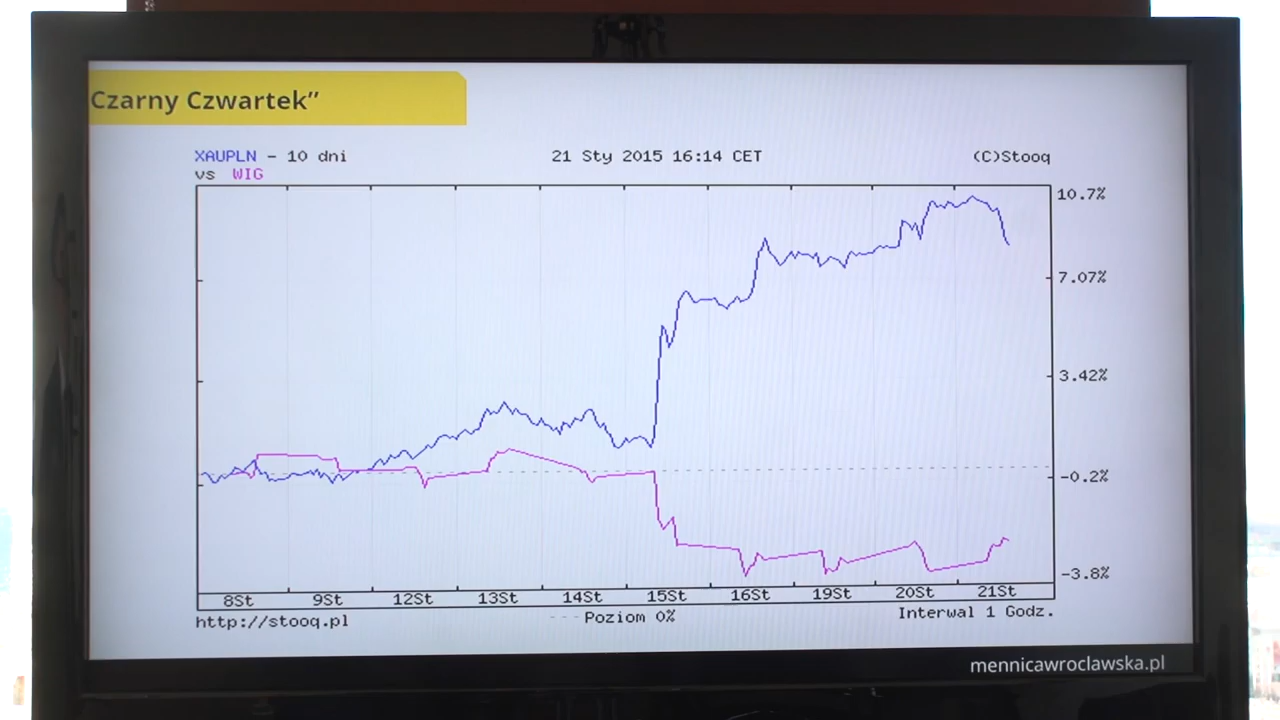 Czarny Czwartek”
XAUPLN - 10 dni
21 Sty 2015 16:14 CET
(C)Stooq
vs WIG
10.7%
7.07%
3.42%
-0.2%
-3.8%
8St 9St 12St 13St 14St 15St 16St 19St 20St 21St
http://stooq.pl
--- Poziom 0%
Interwal 1 Godz.
mennicawroclawska.pl